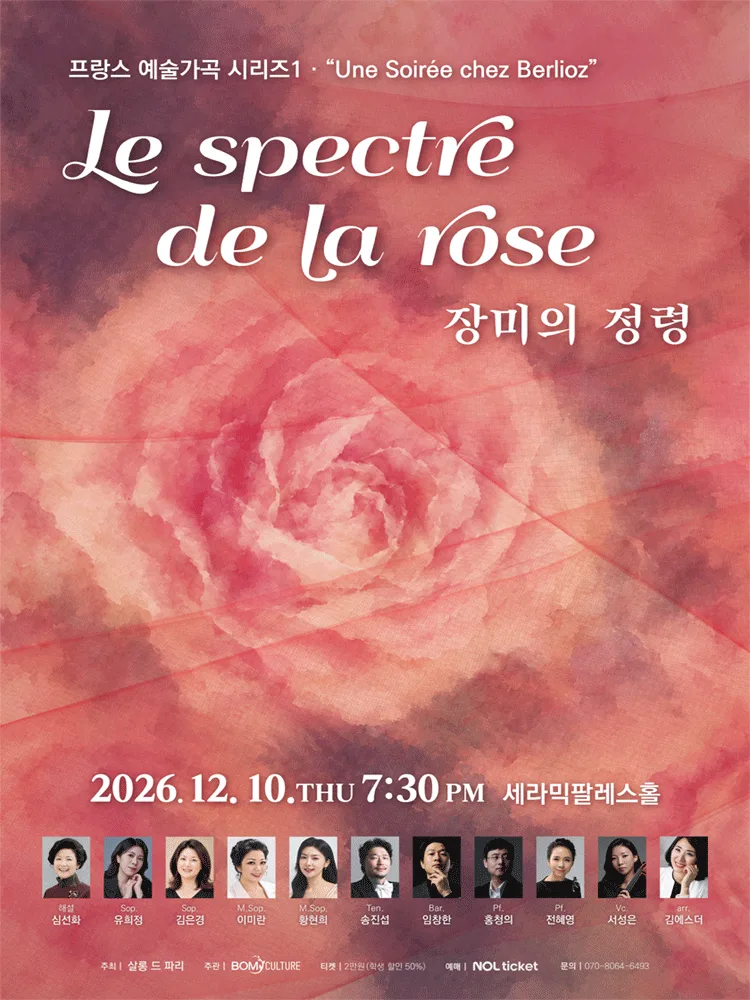 프랑스 예술가곡 시리즈1 · “Une Soirée chez Berlioz”
Le spectre
de la rose
장미의 정령
2026. 12. 10.THU 7:30 PM 세라믹팔레스홀
해설 Sop. Sop. M.Sop. M.Sop. Ten. Bar. Pf. Pf. Vc. arr.
심선화 유희정 김은경 이미란 황현희 송진섭 임창한 홍청의 전혜영 서성은 김에스더
주최 | 살롱 드 파리 주관 | BOM CULTURE 티켓 | 2만원 (학생 할인 50%) 예매 | NOL ticket 문의 | 070-8064-6493